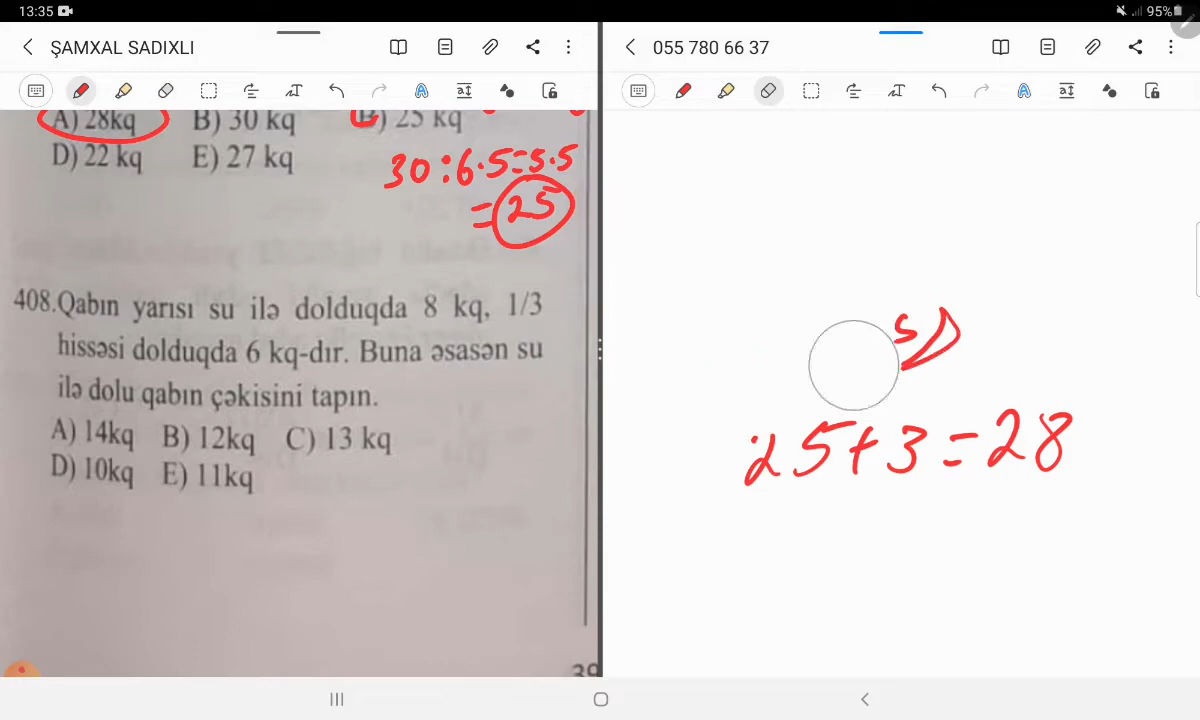 13:35 95%
ŞAMXAL SADIXLI
A) 28kq B) 30 kq 25 kq
D) 22 kq E) 27 kq
30:6·5=5·5
=25
408.Qabın yarısı su ilə dolduqda 8 kq, 1/3
hissəsi dolduqda 6 kq-dır. Buna əsasən su
ilə dolu qabın çəkisini tapın.
A) 14kq B) 12kq C) 13 kq
D) 10kq E) 11kq
39
055 780 66 37
25+3=28